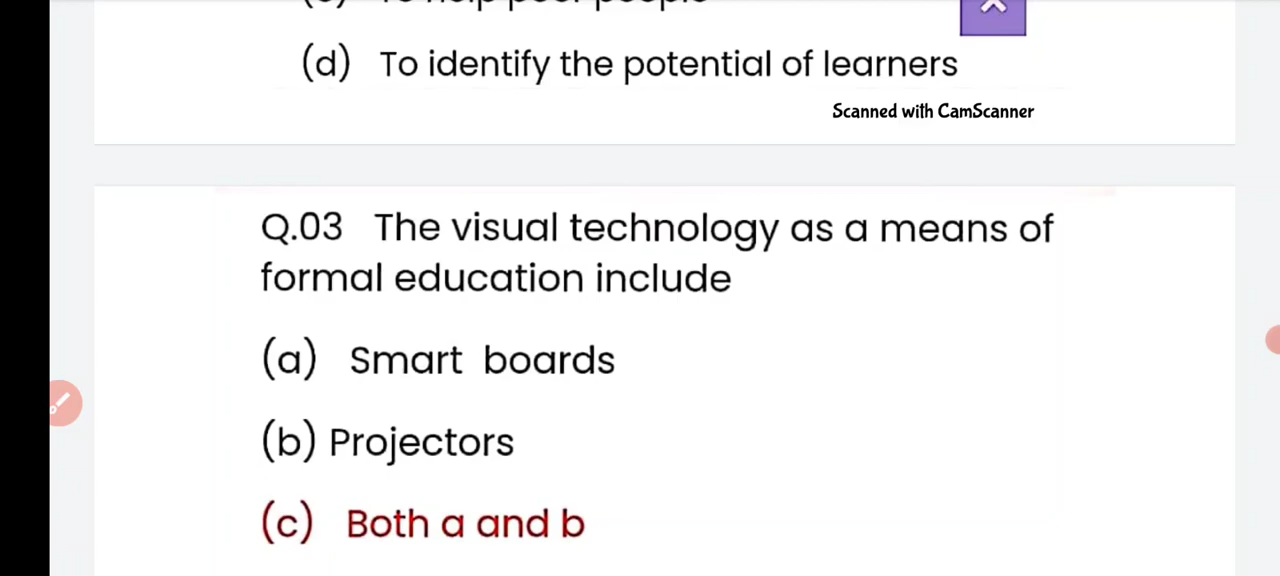 (d) To identify the potential of learners
Scanned with CamScanner
Q.03 The visual technology as a means of
formal education include
(a) Smart boards
(b) Projectors
(c) Both a and b